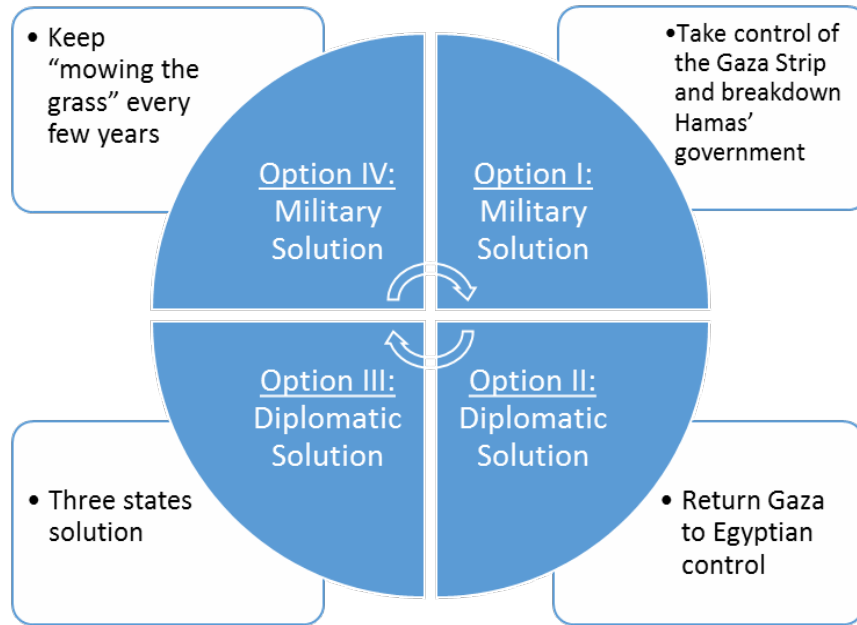 • Keep
“mowing the
grass” every
few years
•Take control of
the Gaza Strip
and breakdown
Hamas’
government
Option IV:
Military
Solution
Option I:
Military
Solution
Option III:
Diplomatic
Solution
Option II:
Diplomatic
Solution
• Three states
solution
• Return Gaza
to Egyptian
control